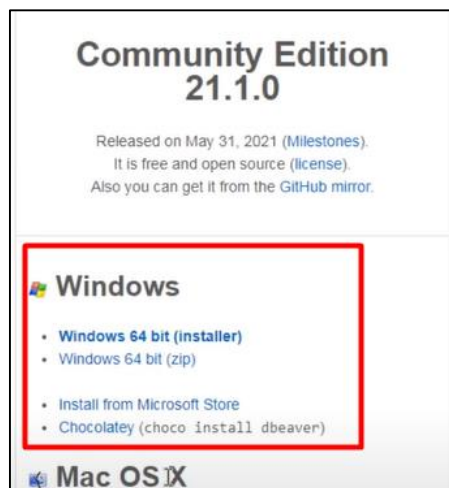 Community Edition
21.1.0
Released on May 31, 2021 (Milestones).
It is free and open source (license).
Also you can get it from the GitHub mirror.
Windows
• Windows 64 bit (installer)
• Windows 64 bit (zip)
• Install from Microsoft Store
• Chocolatey (choco install dbeaver)
Mac OS X